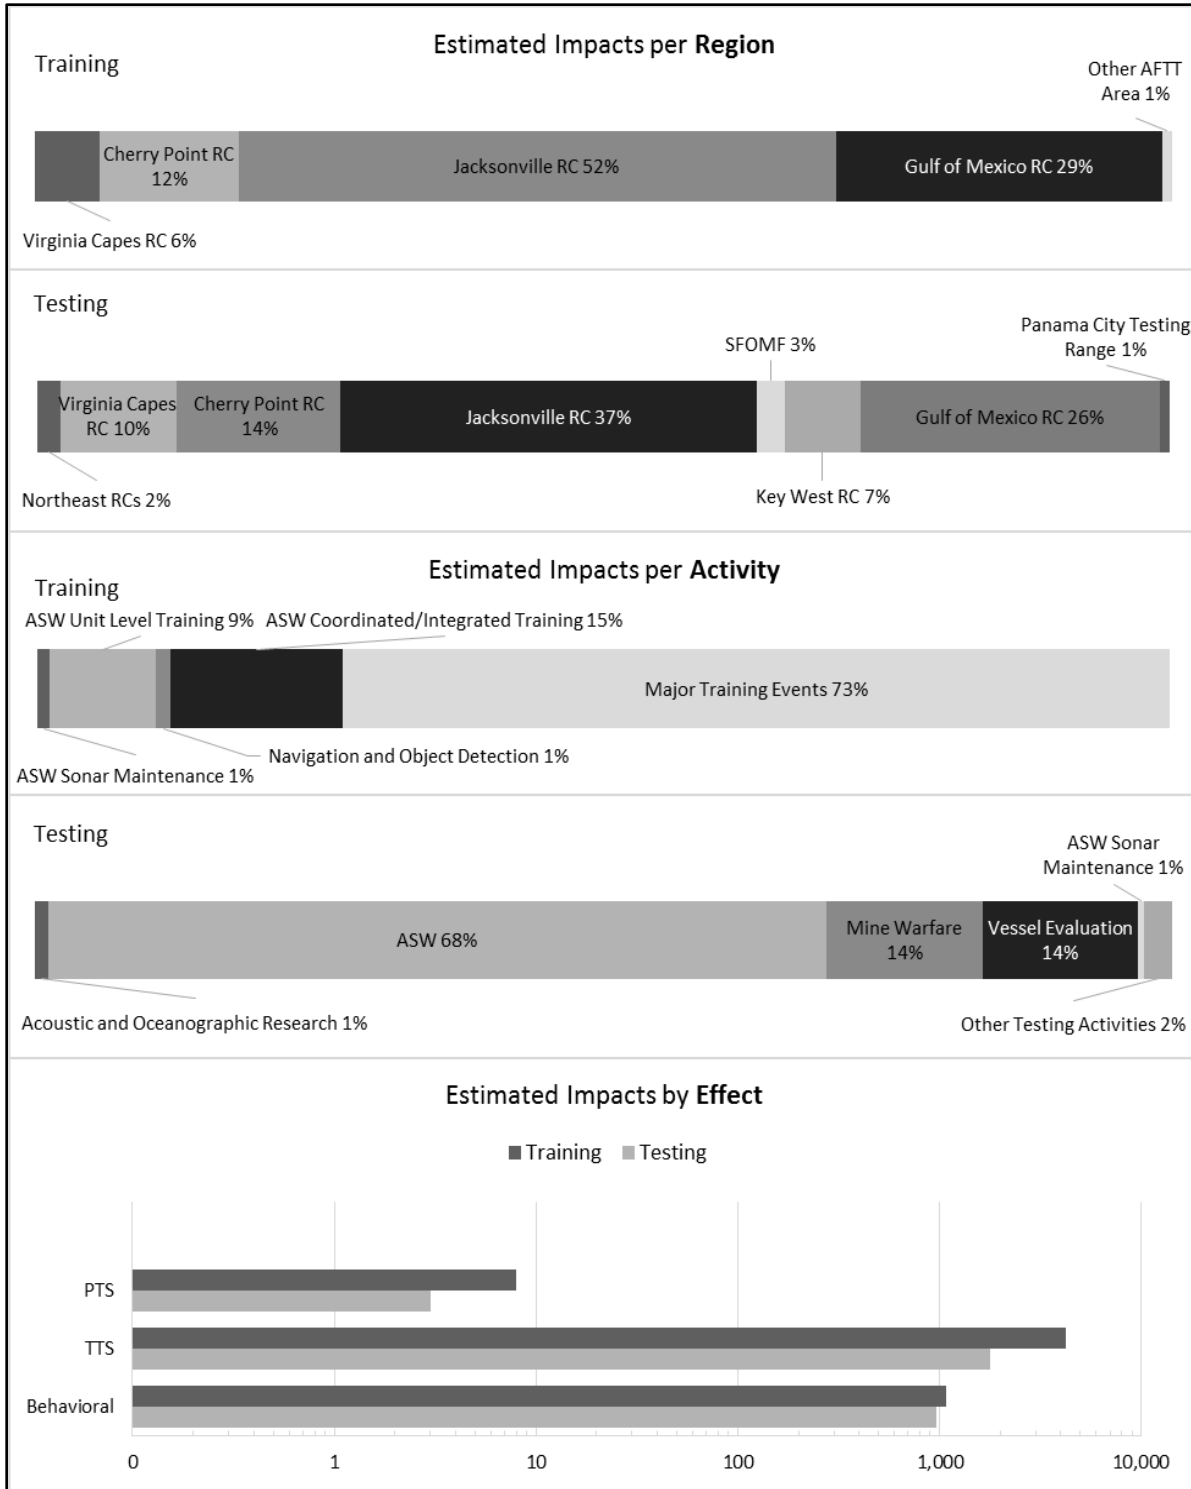 Estimated Impacts per Region
Training
Other AFTT
Area 1%
Cherry Point RC
12%
Jacksonville RC 52%
Gulf of Mexico RC 29%
Virginia Capes RC 6%
Testing
Panama City Testing
Range 1%
SFOMF 3%
Virginia Capes
RC 10%
Cherry Point RC
14%
Jacksonville RC 37%
Gulf of Mexico RC 26%
Northeast RCs 2%
Key West RC 7%
Estimated Impacts per Activity
Training
ASW Unit Level Training 9%
ASW Coordinated/Integrated Training 15%
Major Training Events 73%
Navigation and Object Detection 1%
ASW Sonar Maintenance 1%
Testing
ASW Sonar
Maintenance 1%
ASW 68%
Mine Warfare
14%
Vessel Evaluation
14%
Acoustic and Oceanographic Research 1%
Other Testing Activities 2%
Estimated Impacts by Effect
Training
Testing
PTS
TTS
Behavioral
0
1
10
100
1,000
10,000